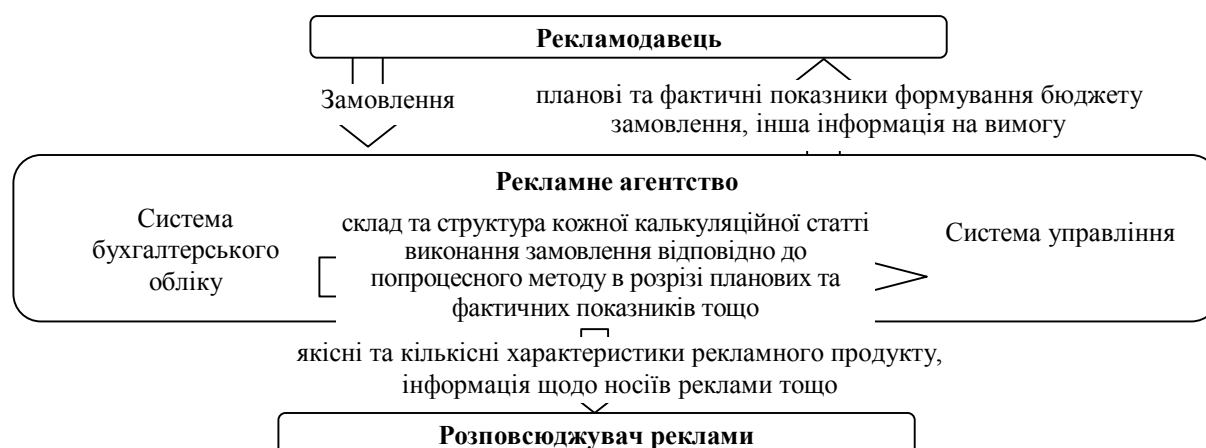 Рекламодавець
Замовлення
планові та фактичні показники формування бюджету
замовлення, інша інформація на вимогу
Рекламне агентство
Система
бухгалтерського
обліку
склад та структура кожної калькуляційної статті
виконання замовлення відповідно до
попроцесного методу в розрізі планових та
фактичних показників тощо
Система управління
якісні та кількісні характеристики рекламного продукту,
інформація щодо носіїв реклами тощо
Розповсюджувач реклами